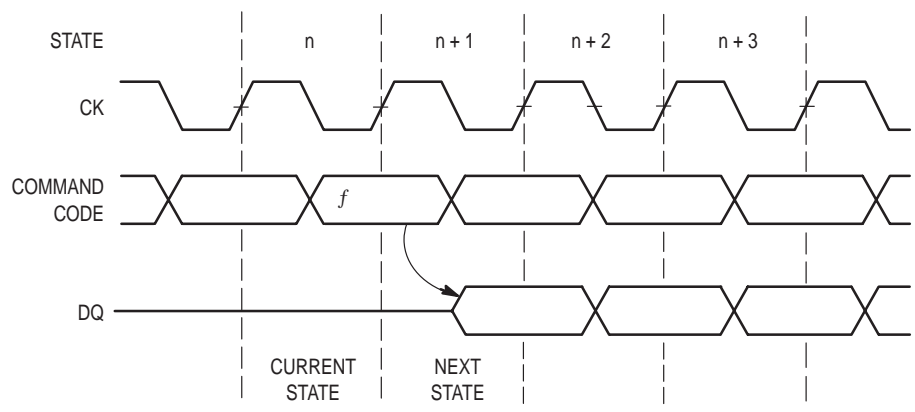 STATE n n + 1 n + 2 n + 3
CK
COMMAND
CODE
f
DQ
CURRENT
STATE
NEXT
STATE